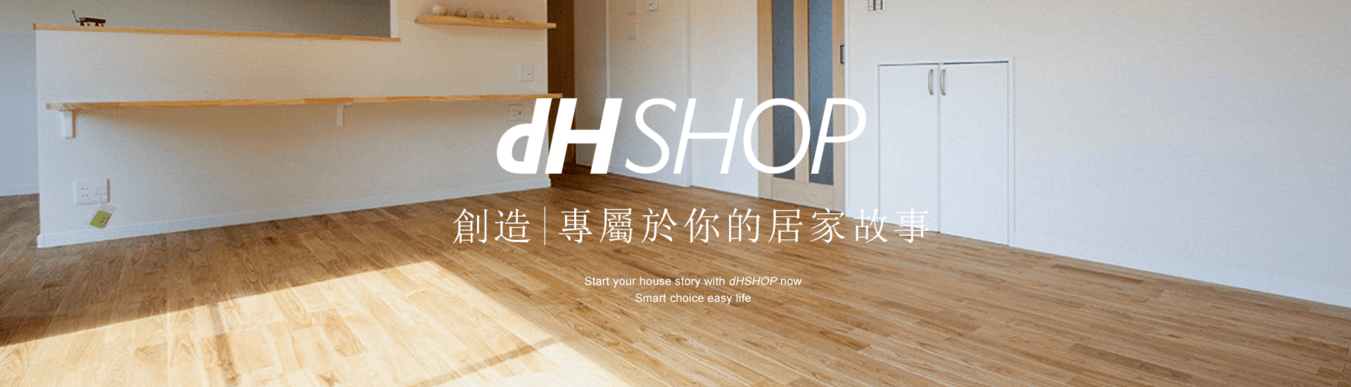 dHSHOP
創造|專屬於你的居家故事
Start your house story with dHSHOP now
Smart choice easy life